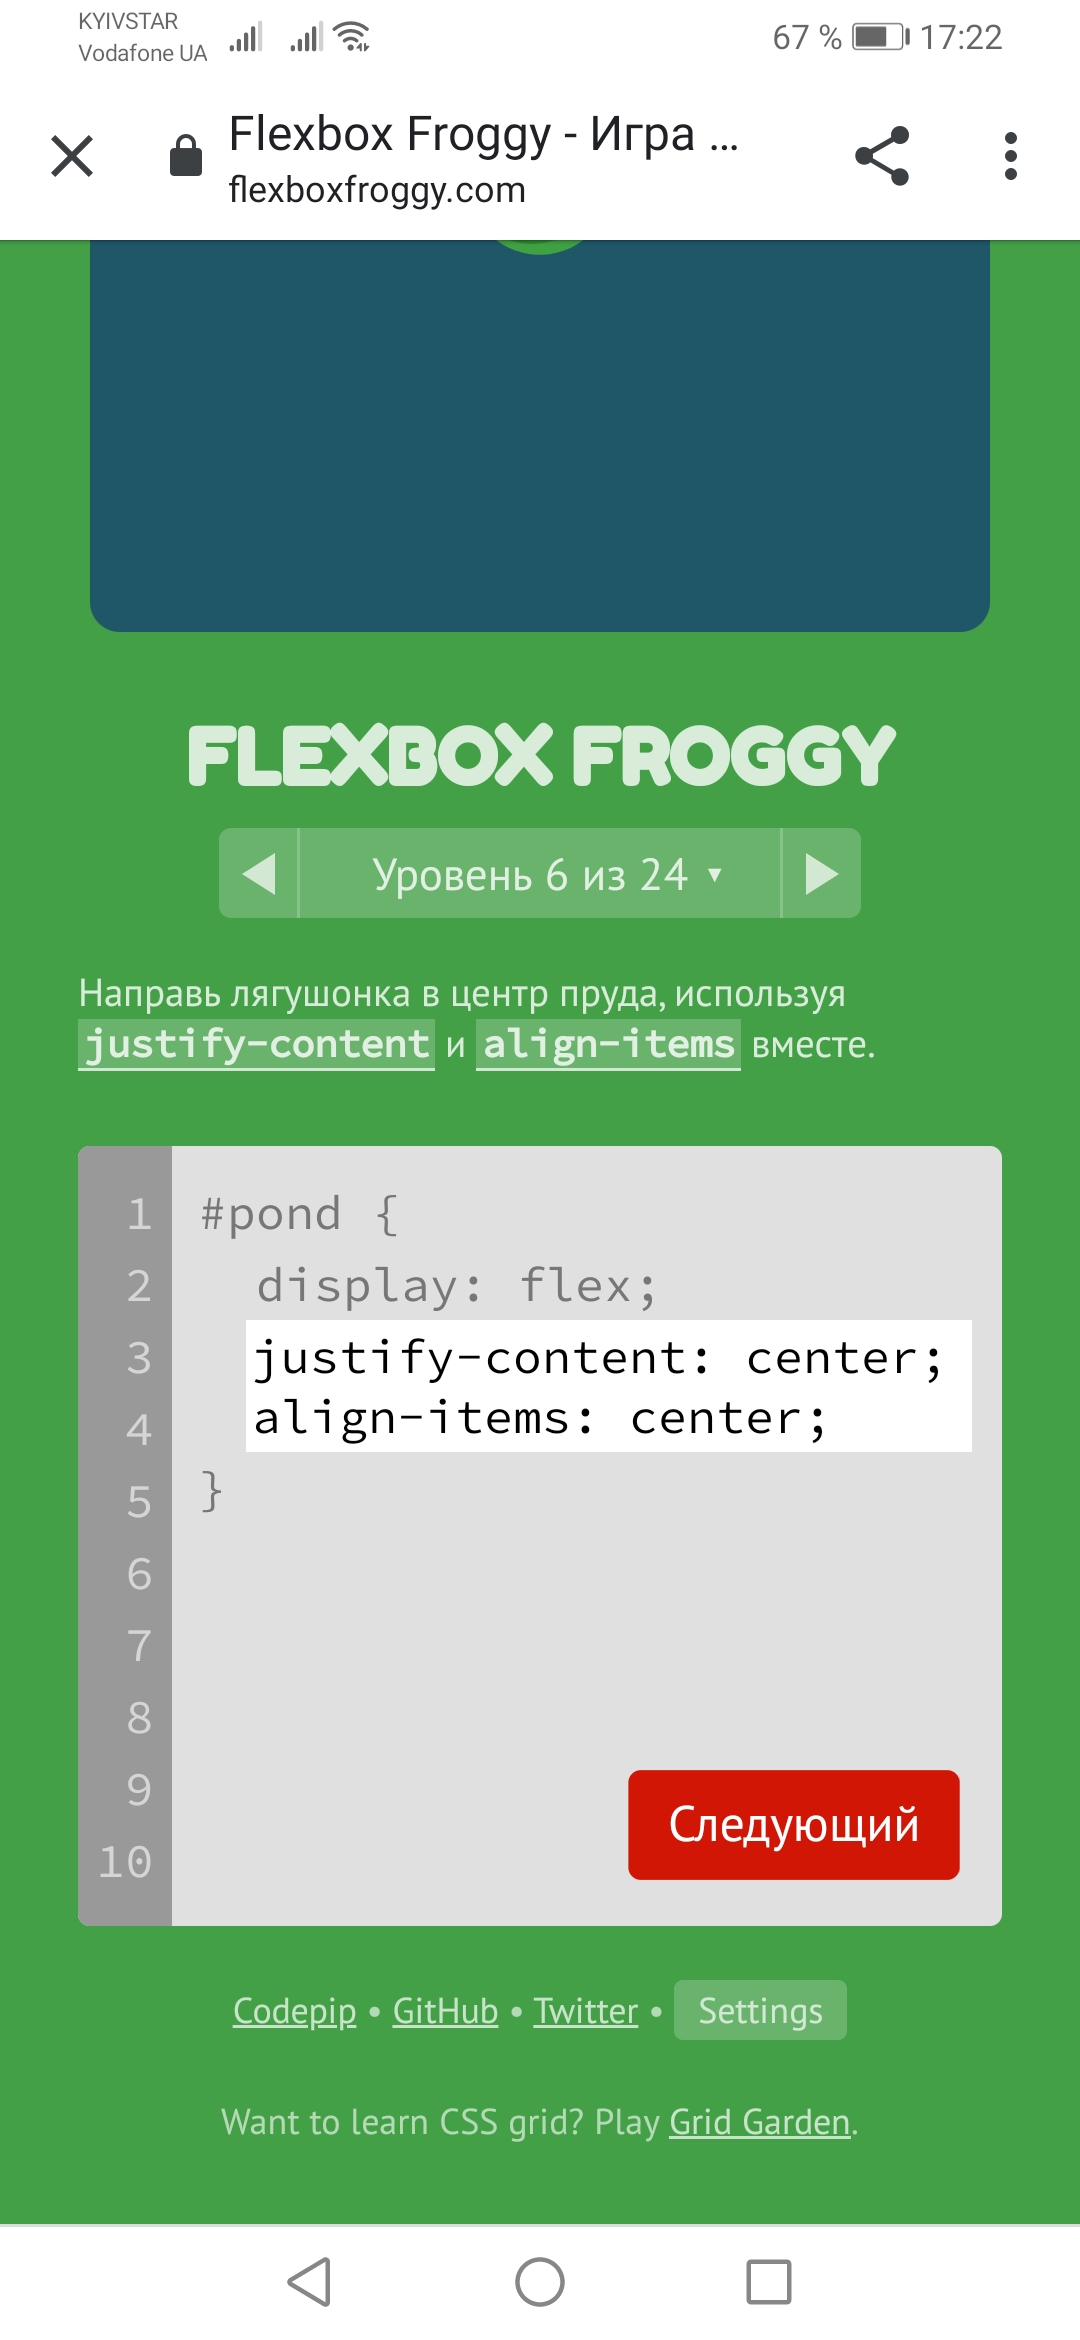 KYIVSTAR
Vodafone UA
67 %
17:22
Flexbox Froggy - Игра ...
flexboxfroggy.com
FLEXBOX FROGGY
Уровень 6 из 24 ▾
Направь лягушонка в центр пруда, используя
justify-content и align-items вместе.
1 #pond {
2 display: flex;
3 justify-content: center;
4 align-items: center;
5 }
6
7
8
9
10
Следующий
Codepip • GitHub • Twitter • Settings
Want to learn CSS grid? Play Grid Garden.